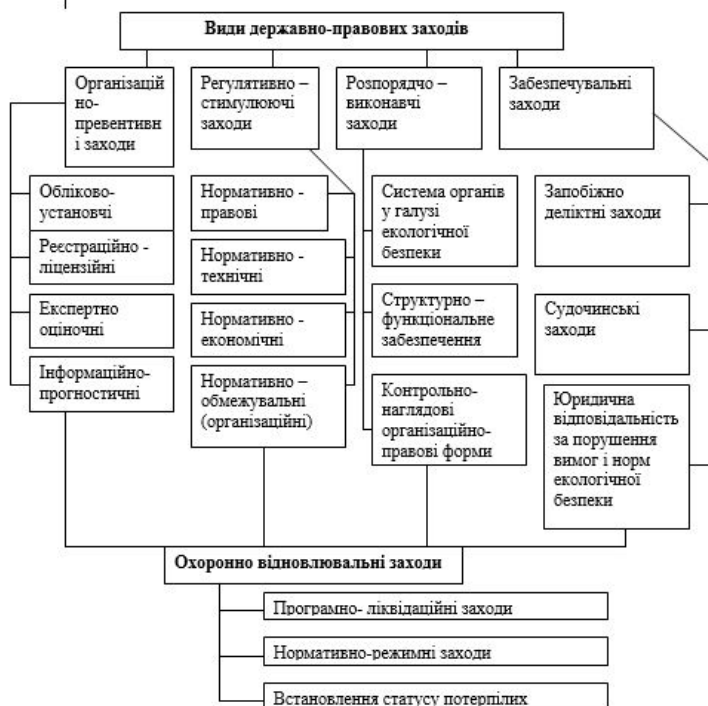 Види державно-правових заходів
Організацій
но-
превентивн
і заходи
Регулятивно –
стимулюючі
заходи
Розпорядчо –
виконавчі
заходи
Забезпечувальні
заходи
Обліково-
установчі
Реєстраційно -
ліцензійні
Експертно
оціночні
Інформаційно-
прогностичні
Нормативно -
правові
Нормативно -
технічні
Нормативно -
економічні
Нормативно –
обмежувальні
(організаційні)
Система органів
у галузі
екологічної
безпеки
Структурно –
функціональне
забезпечення
Контрольно-
наглядові
організаційно-
правові форми
Запобіжно
деліктні заходи
Судочинські
заходи
Юридична
відповідальність
за порушення
вимог і норм
екологічної
безпеки
Охоронно відновлювальні заходи
Програмно- ліквідаційні заходи
Нормативно-режимні заходи
Встановлення статусу потерпілих